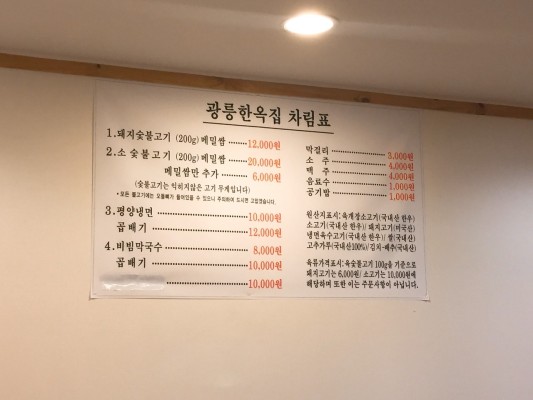 광릉한옥집 차림표
1.돼지숯불고기 (200g) 메밀쌈 12,000원
2.소 숯불고기 (200g) 메밀쌈 20,000원
메밀쌈만 추가 6,000원
(숯불고기는 익히지않은 고기 무게입니다)
•모든 불고기에는 오돌뼈가 들어있을 수 있으니 주의하여 드시면 고맙겠습니다.
3.평양냉면 10,000원
곱빼기 12,000원
4.비빔막국수 8,000원
곱빼기 10,000원
10,000원
막걸리 3,000원
소 주 4,000원
맥 주 4,000원
음료수 1,000원
공기밥 1,000원
원산지표시: 육개장소고기(국내산 한우)
소고기(국내산 한우)/ 돼지고기(미국산)
냉면육수고기(국내산 한우)/ 쌀(국내산)
고추가루(국내산100%)/ 김치-배추(국내산)
육류가격표시: 육숯불고기 100g을 기준으로
돼지고기는 6,000원/ 소고기는 10,000원에
해당하며 또한 이는 주문사항이 아닙니다.